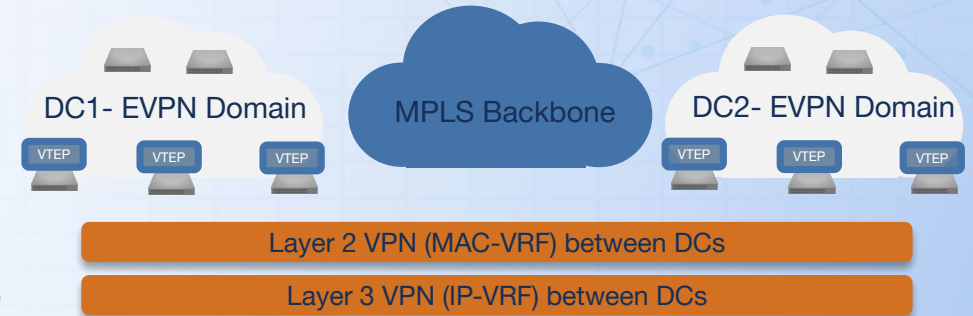 DC1- EVPN Domain
MPLS Backbone
DC2- EVPN Domain
VTEP
VTEP
VTEP
VTEP
VTEP
VTEP
Layer 2 VPN (MAC-VRF) between DCs
Layer 3 VPN (IP-VRF) between DCs